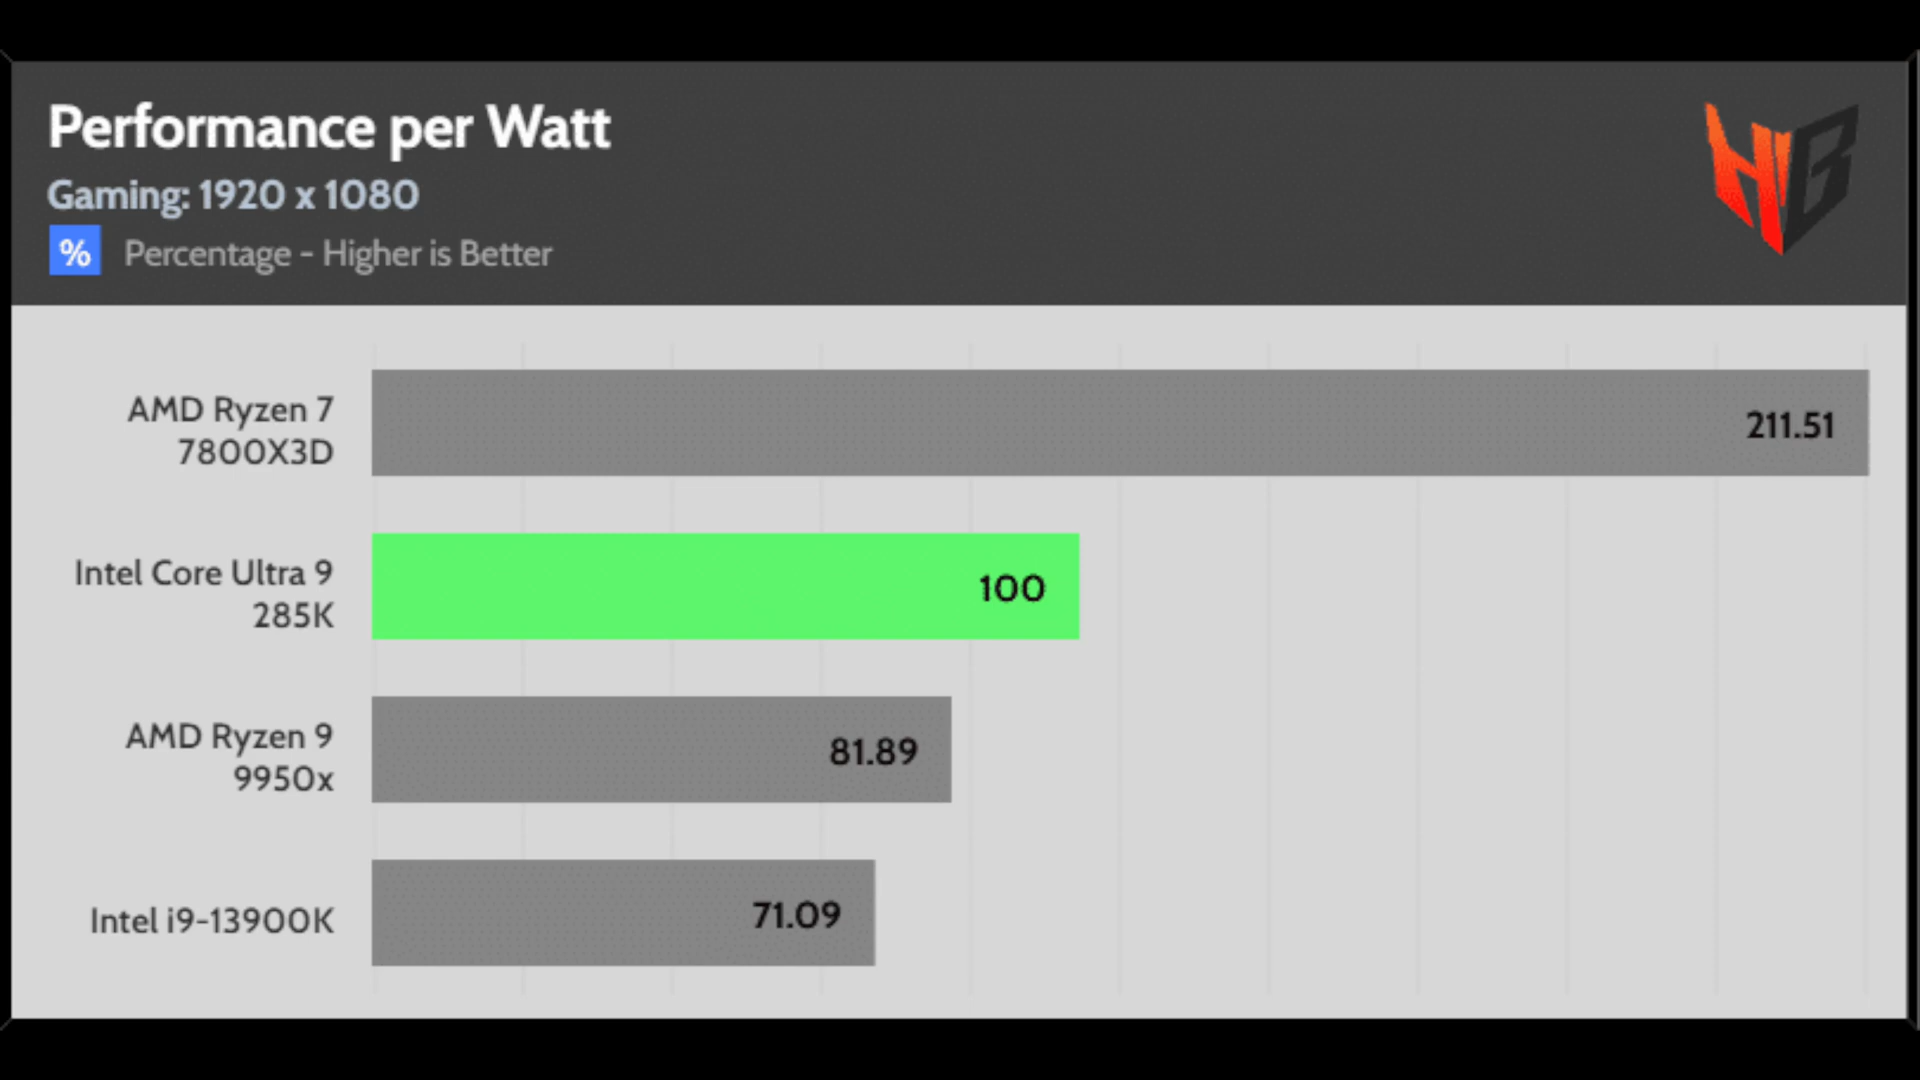 Performance per Watt
Gaming: 1920 x 1080
% Percentage - Higher is Better
HB
AMD Ryzen 7
7800X3D
211.51
Intel Core Ultra 9
285K
100
AMD Ryzen 9
9950x
81.89
Intel i9-13900K
71.09